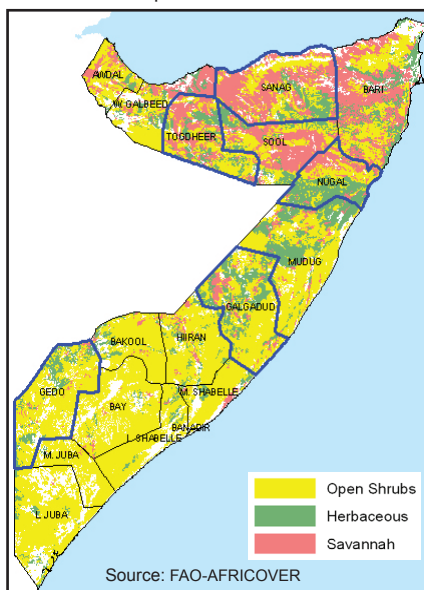 AWDAL
W. GALBEED
TOGDHEER
SANAG
BARI
SOOL
NUGAL
MUDUG
GALGADUD
HIIRAN
BAKOOL
GEDO
BAY
M. SHABELLE
L. SHABELLE
BANADIR
M. JUBA
L. JUBA
Open Shrubs
Herbaceous
Savannah
Source: FAO-AFRICOVER